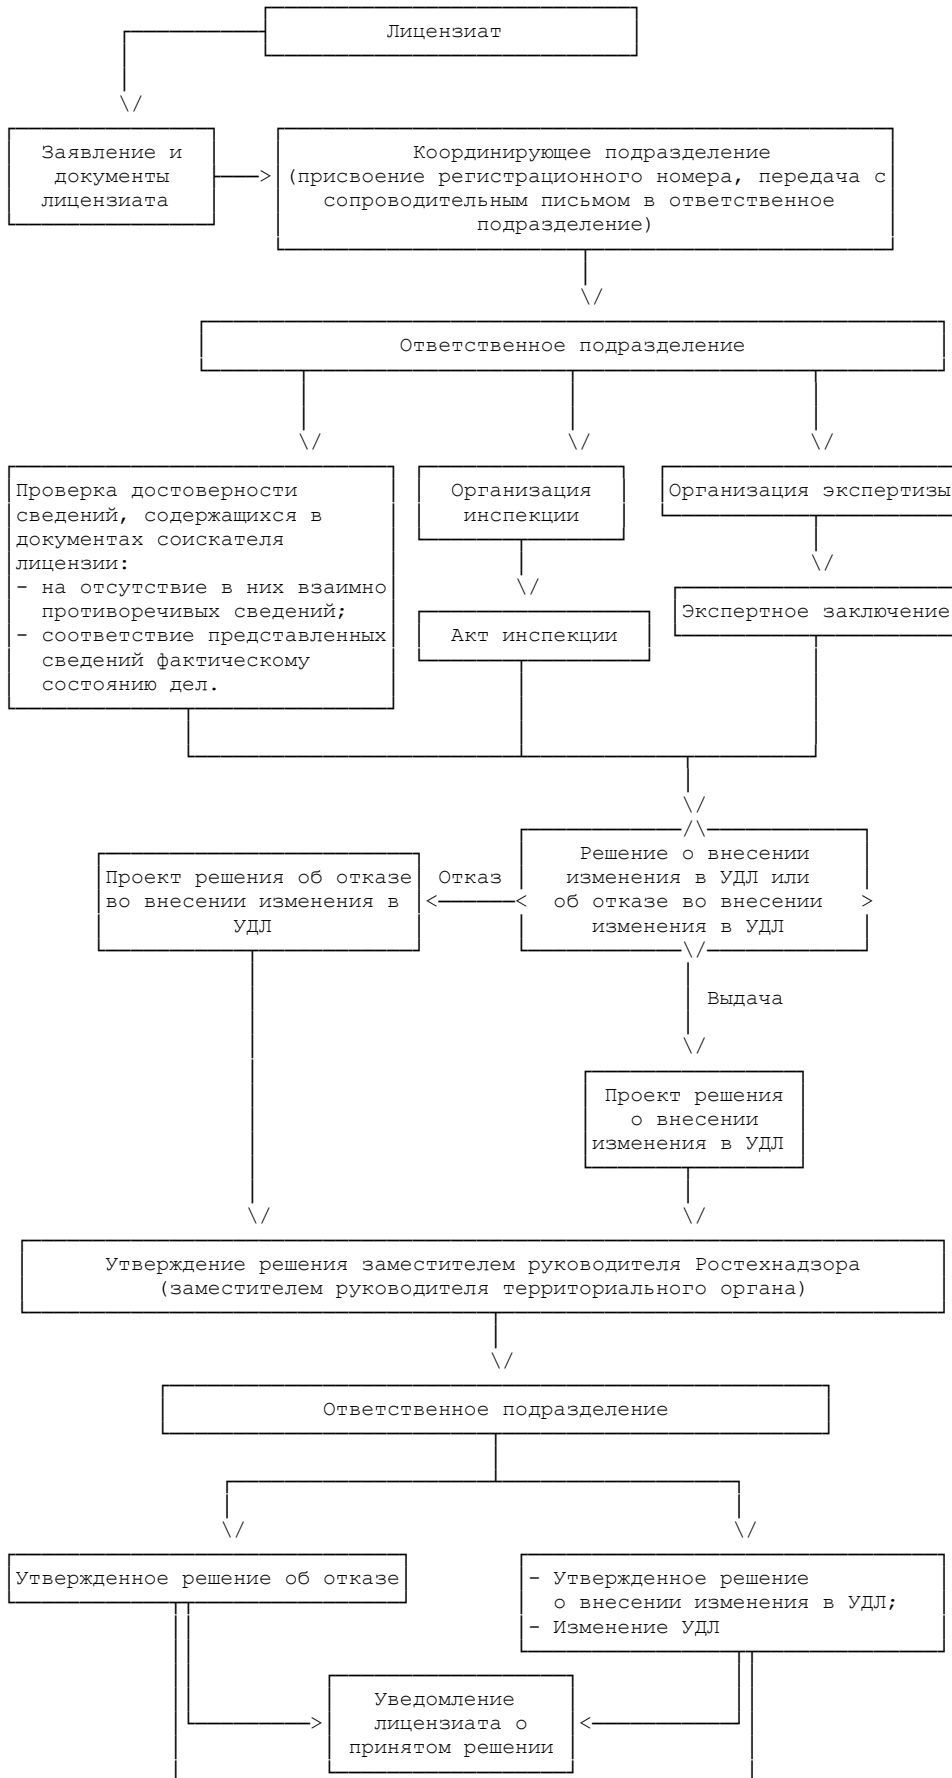 Лицензиат
Заявление и
документы
лицензиата
Координирующее подразделение
(присвоение регистрационного номера, передача с
сопроводительным письмом в ответственное
подразделение)
Ответственное подразделение
Проверка достоверности
сведений, содержащихся в
документах соискателя
лицензии:
- на отсутствие в них взаимно
противоречивых сведений;
- соответствие представленных
сведений фактическому
состоянию дел.
Организация
инспекции
Акт инспекции
Организация экспертизы
Экспертное заключение
Решение о внесении
изменения в УДЛ или
об отказе во внесении
изменения в УДЛ
Отказ
Проект решения об отказе
во внесении изменения в
УДЛ
Выдача
Проект решения
о внесении
изменения в УДЛ
Утверждение решения заместителем руководителя Ростехнадзора
(заместителем руководителя территориального органа)
Ответственное подразделение
Утвержденное решение об отказе
- Утвержденное решение
о внесении изменения в УДЛ;
- Изменение УДЛ
Уведомление
лицензиата о
принятом решении